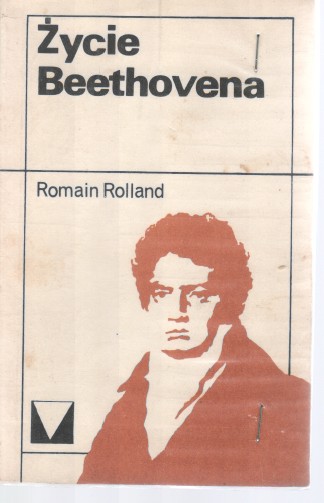 Życie
Beethovena
Romain Rolland